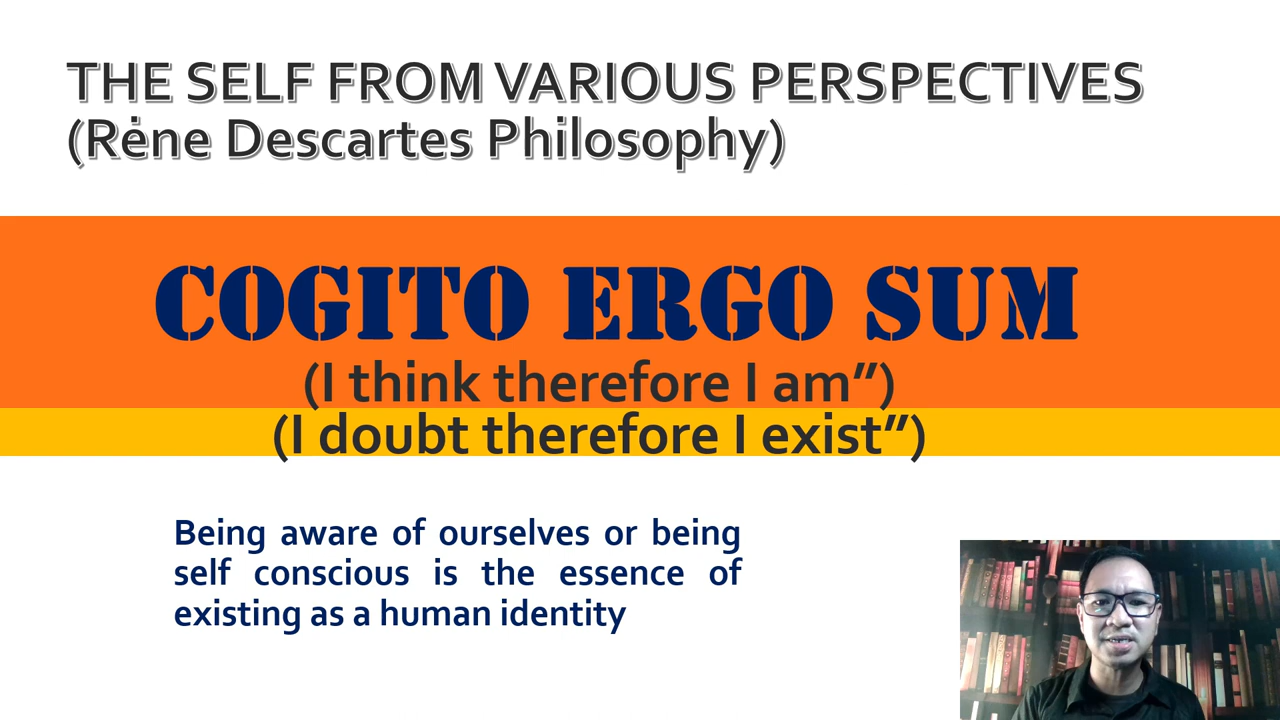 THE SELF FROM VARIOUS PERSPECTIVES
(Rėne Descartes Philosophy)
COGITO ERGO SUM
(I think therefore I am”)
(I doubt therefore I exist”)
Being aware of ourselves or being
self conscious is the essence of
existing as a human identity